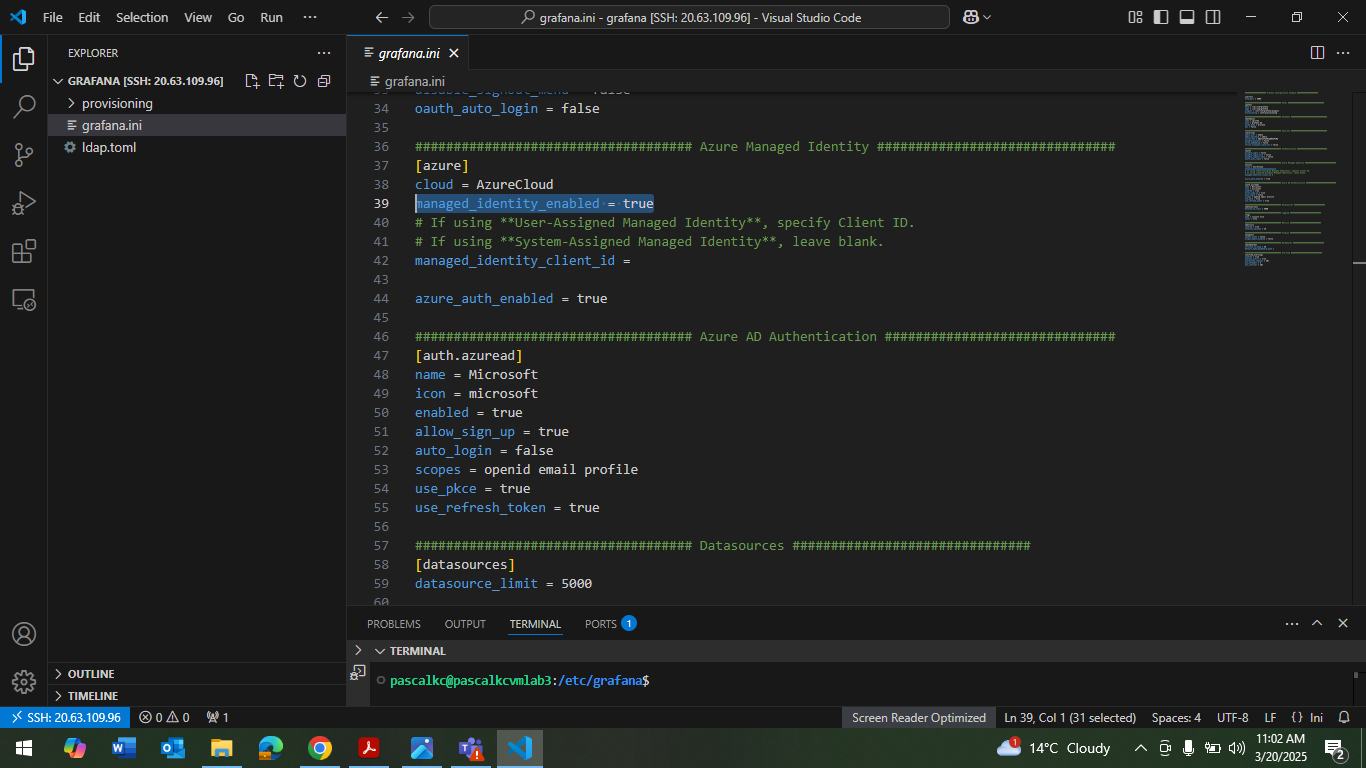 File Edit Selection View Go Run ···
grafana.ini - grafana [SSH: 20.63.109.96] - Visual Studio Code
EXPLORER
GRAFANA [SSH: 20.63.109.96]
provisioning
grafana.ini
ldap.toml
OUTLINE
TIMELINE
grafana.ini
grafana.ini
34 oauth_auto_login = false
35
36 #################################### Azure Managed Identity ###############################
37 [azure]
38 cloud = AzureCloud
39 managed_identity_enabled = true
40 # If using **User-Assigned Managed Identity**, specify Client ID.
41 # If using **System-Assigned Managed Identity**, leave blank.
42 managed_identity_client_id =
43
44 azure_auth_enabled = true
45
46 #################################### Azure AD Authentication ##############################
47 [auth.azuread]
48 name = Microsoft
49 icon = microsoft
50 enabled = true
51 allow_sign_up = true
52 auto_login = false
53 scopes = openid email profile
54 use_pkce = true
55 use_refresh_token = true
56
57 #################################### Datasources ###############################
58 [datasources]
59 datasource_limit = 5000
60
PROBLEMS OUTPUT TERMINAL PORTS 1
TERMINAL
pascalkc@pascalkcvmlab3:/etc/grafana$
SSH: 20.63.109.96 0 0 1 Screen Reader Optimized Ln 39, Col 1 (31 selected) Spaces: 4 UTF-8 LF {} Ini
1 14°C Cloudy 11:02 AM
3/20/2025
2